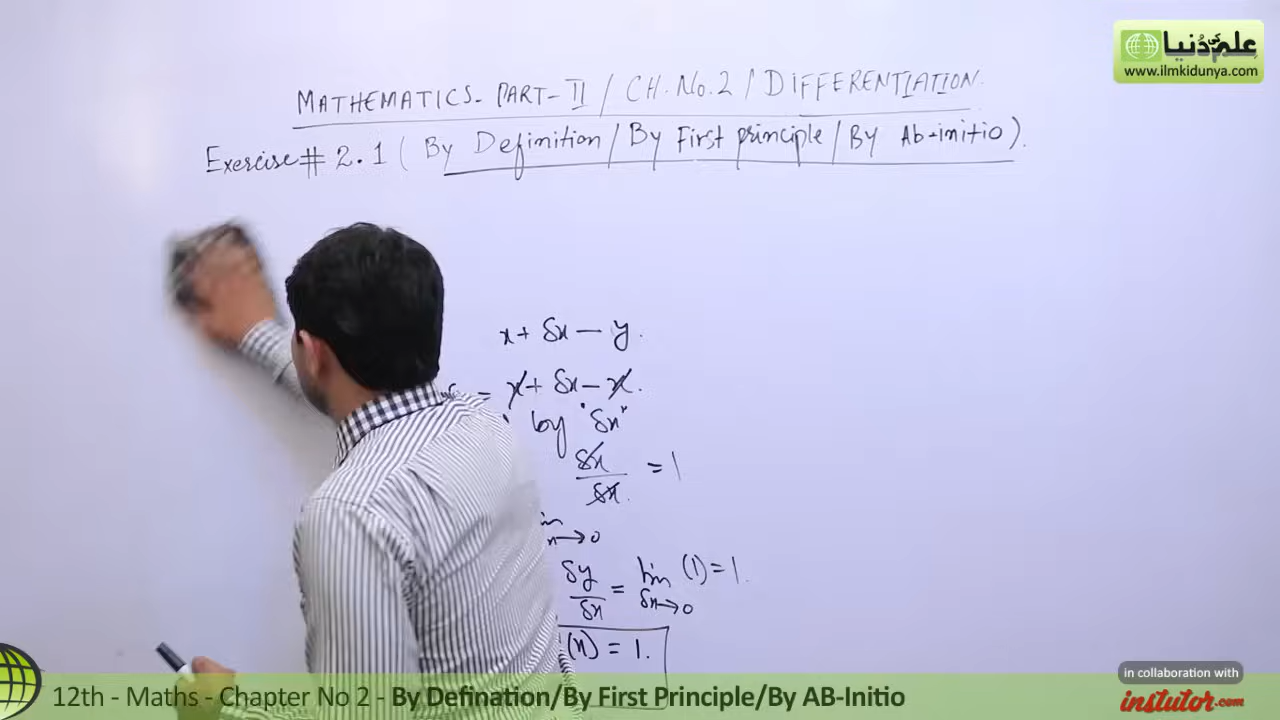 علم کی دُنیا
www.ilmkidunya.com
MATHEMATICS- PART-II / CH.No.2 / DIFFERENTIATION.
Exercise# 2.1 ( By Definition / By First principle / By Ab-initio ).
x + δx — y.
= x + δx — x.
by "δx"
δx/δx = 1
x→0
δy/δx = lim δx→0 (1) = 1.
(x) = 1.
12th - Maths - Chapter No 2 - By Defination/By First Principle/By AB-Initio
in collaboration with
instutor.com